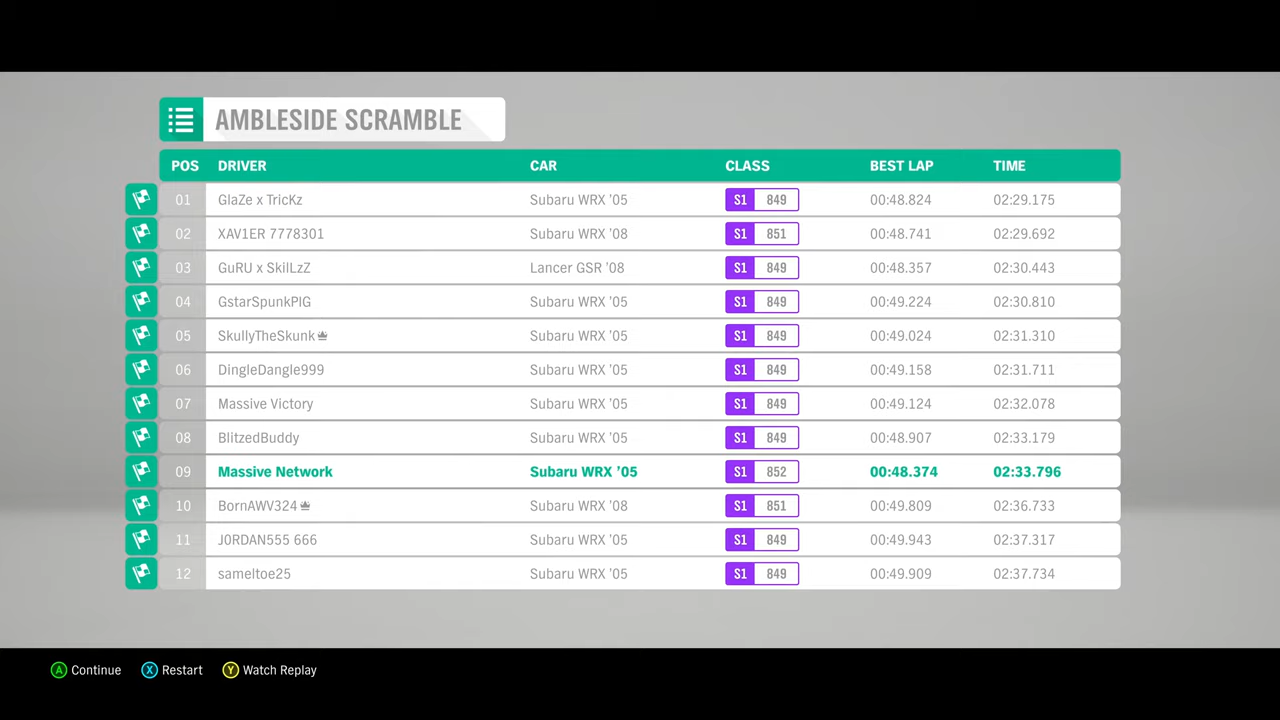 AMBLESIDE SCRAMBLE
POS DRIVER CAR CLASS BEST LAP TIME
01 GlaZe x TricKz Subaru WRX ’05 S1 849 00:48.824 02:29.175
02 XAV1ER 7778301 Subaru WRX ’08 S1 851 00:48.741 02:29.692
03 GuRU x SkilLzZ Lancer GSR ’08 S1 849 00:48.357 02:30.443
04 GstarSpunkPIG Subaru WRX ’05 S1 849 00:49.224 02:30.810
05 SkullyTheSkunk Subaru WRX ’05 S1 849 00:49.024 02:31.310
06 DingleDangle999 Subaru WRX ’05 S1 849 00:49.158 02:31.711
07 Massive Victory Subaru WRX ’05 S1 849 00:49.124 02:32.078
08 BlitzedBuddy Subaru WRX ’05 S1 849 00:48.907 02:33.179
09 Massive Network Subaru WRX ’05 S1 852 00:48.374 02:33.796
10 BornAWV324 Subaru WRX ’08 S1 851 00:49.809 02:36.733
11 J0RDAN555 666 Subaru WRX ’05 S1 849 00:49.943 02:37.317
12 sameltoe25 Subaru WRX ’05 S1 849 00:49.909 02:37.734
A Continue X Restart Y Watch Replay